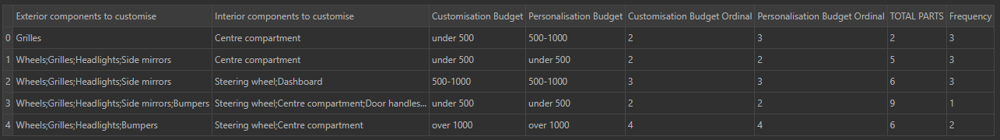 Exterior components to customise Interior components to customise Customisation Budget Personalisation Budget Customisation Budget Ordinal Personalisation Budget Ordinal TOTAL PARTS Frequency
0 Grilles Centre compartment under 500 500-1000 2 3 2 3
1 Wheels;Grilles;Headlights;Side mirrors Centre compartment under 500 under 500 2 2 5 3
2 Wheels;Grilles;Headlights;Side mirrors Steering wheel;Dashboard 500-1000 500-1000 3 3 6 3
3 Wheels;Grilles;Headlights;Side mirrors;Bumpers Steering wheel;Centre compartment;Door handles... under 500 under 500 2 2 9 1
4 Wheels;Grilles;Headlights;Bumpers Steering wheel;Centre compartment over 1000 over 1000 4 4 6 2